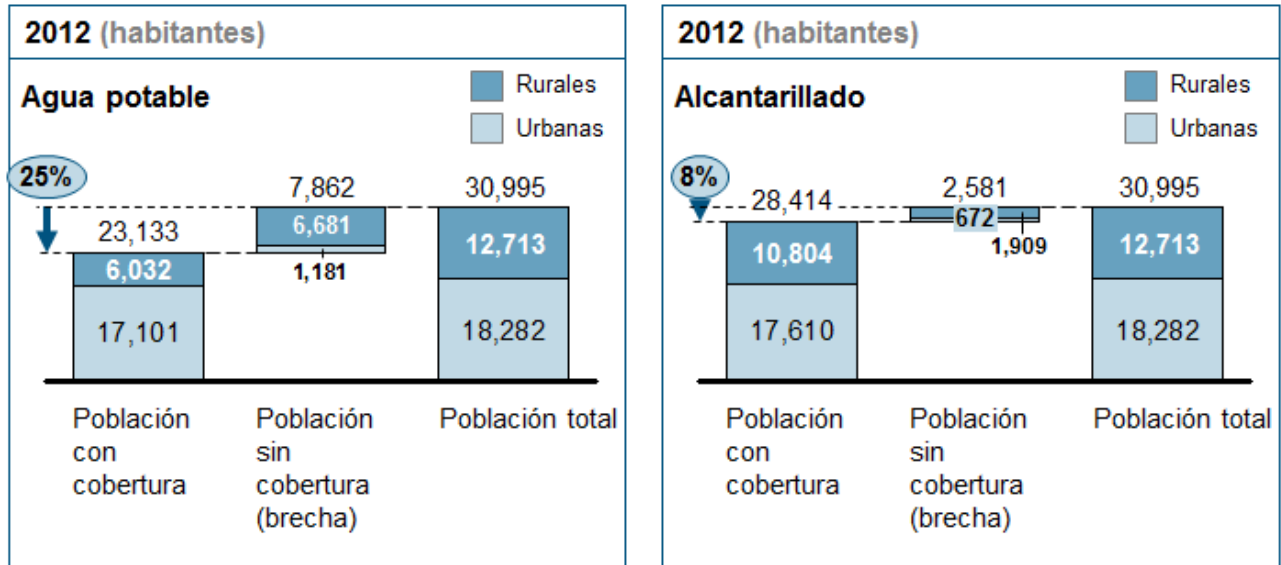 2012 (habitantes)
Agua potable
Rurales
Urbanas
25%
7,862
30,995
23,133
6,681
12,713
6,032
1,181
17,101
18,282
Población
con
cobertura
Población
sin
cobertura
(brecha)
Población total
2012 (habitantes)
Alcantarillado
Rurales
Urbanas
8%
28,414
2,581
30,995
672
1,909
10,804
12,713
17,610
18,282
Población
con
cobertura
Población
sin
cobertura
(brecha)
Población total